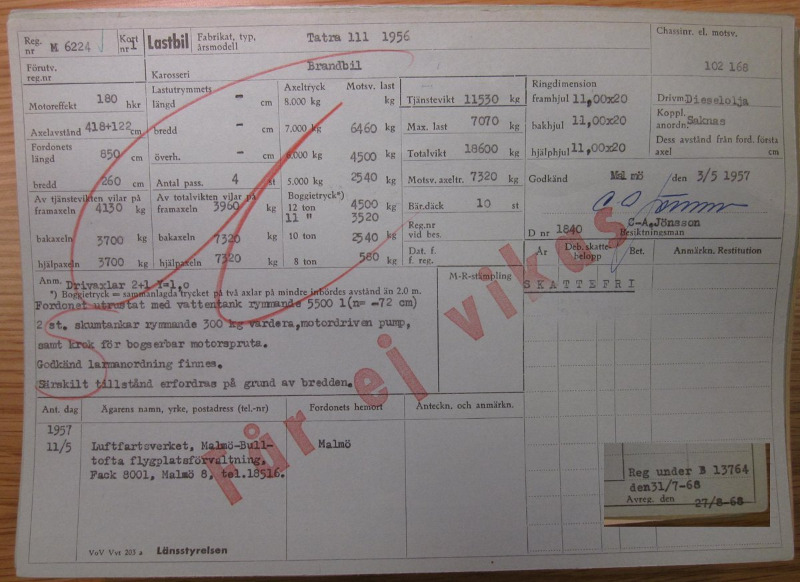 Reg. nr M 6224 Kort nr 1 Lastbil Fabrikat, typ, årsmodell Tatra 111 1956 Chassinr. el. motsv.
Förutv. reg.nr Karosseri Brandbil 102 168
Motoreffekt 180 hkr Lastutrymmets längd - cm Axeltryck 8.000 kg Motsv. last kg Tjänstevikt 11530 kg Ringdimension framhjul 11,00x20 Drivm. Dieselolja
Axelavstånd 418+122 cm bredd - cm 7.000 kg 6460 kg Max. last 7070 kg bakhjul 11,00x20 Koppl. anordn. Saknas
Fordonets längd 850 cm överh. - cm 6.000 kg 4500 kg Totalvikt 18600 kg hjälphjul 11,00x20 Dess avstånd från ford. första axel cm
bredd 260 cm Antal pass. 4 st 5.000 kg 2540 kg Motsv. axeltr. 7320 kg Godkänd Malmö den 3/5 1957
Av tjänstevikten vilar på framaxeln 4130 kg Av totalvikten vilar på framaxeln 3960 kg Boggietryck*) 12 ton 4500 kg Bär.däck 10 st
11 " 3520
C-A.Jönsson
bakaxeln 3700 kg bakaxeln 7320 kg 10 ton 2540 kg Reg.nr vid bes. D nr 1840 Besiktningsman
hjälpaxeln 3700 kg hjälpaxeln 7320 kg 8 ton 580 kg Dat. f. f. reg. År Deb. skattebelopp Bet. Anmärkn. Restitution
Anm. Drivaxlar 2+1 Y=1,0 M-R-stämpling SKATTEFRI
*) Boggietryck = sammanlagda trycket på två axlar på mindre inbördes avstånd än 2.0 m.
Fordonet utrustat med vattentank rymmande 5500 l(n= -72 cm)
2 st. skumtankar rymmande 300 kg vardera, motordriven pump,
samt krok för bogserbar motorspruta.
Godkänd larmanordning finnes.
Särskilt tillstånd erfordras på grund av bredden.
Får ej vikas
Ant. dag Ägarens namn, yrke, postadress (tel.-nr) Fordonets hemort Anteckn. och anmärkn.
1957
11/5 Luftfartsverket, Malmö-Bull- Malmö
tofta flygplatsförvaltning.
Fack 8001, Malmö 8, tel.18516.
Reg under B 13764
den 31/7-68
Avreg. den 27/8-68
VoV Vvt 205 a Länsstyrelsen